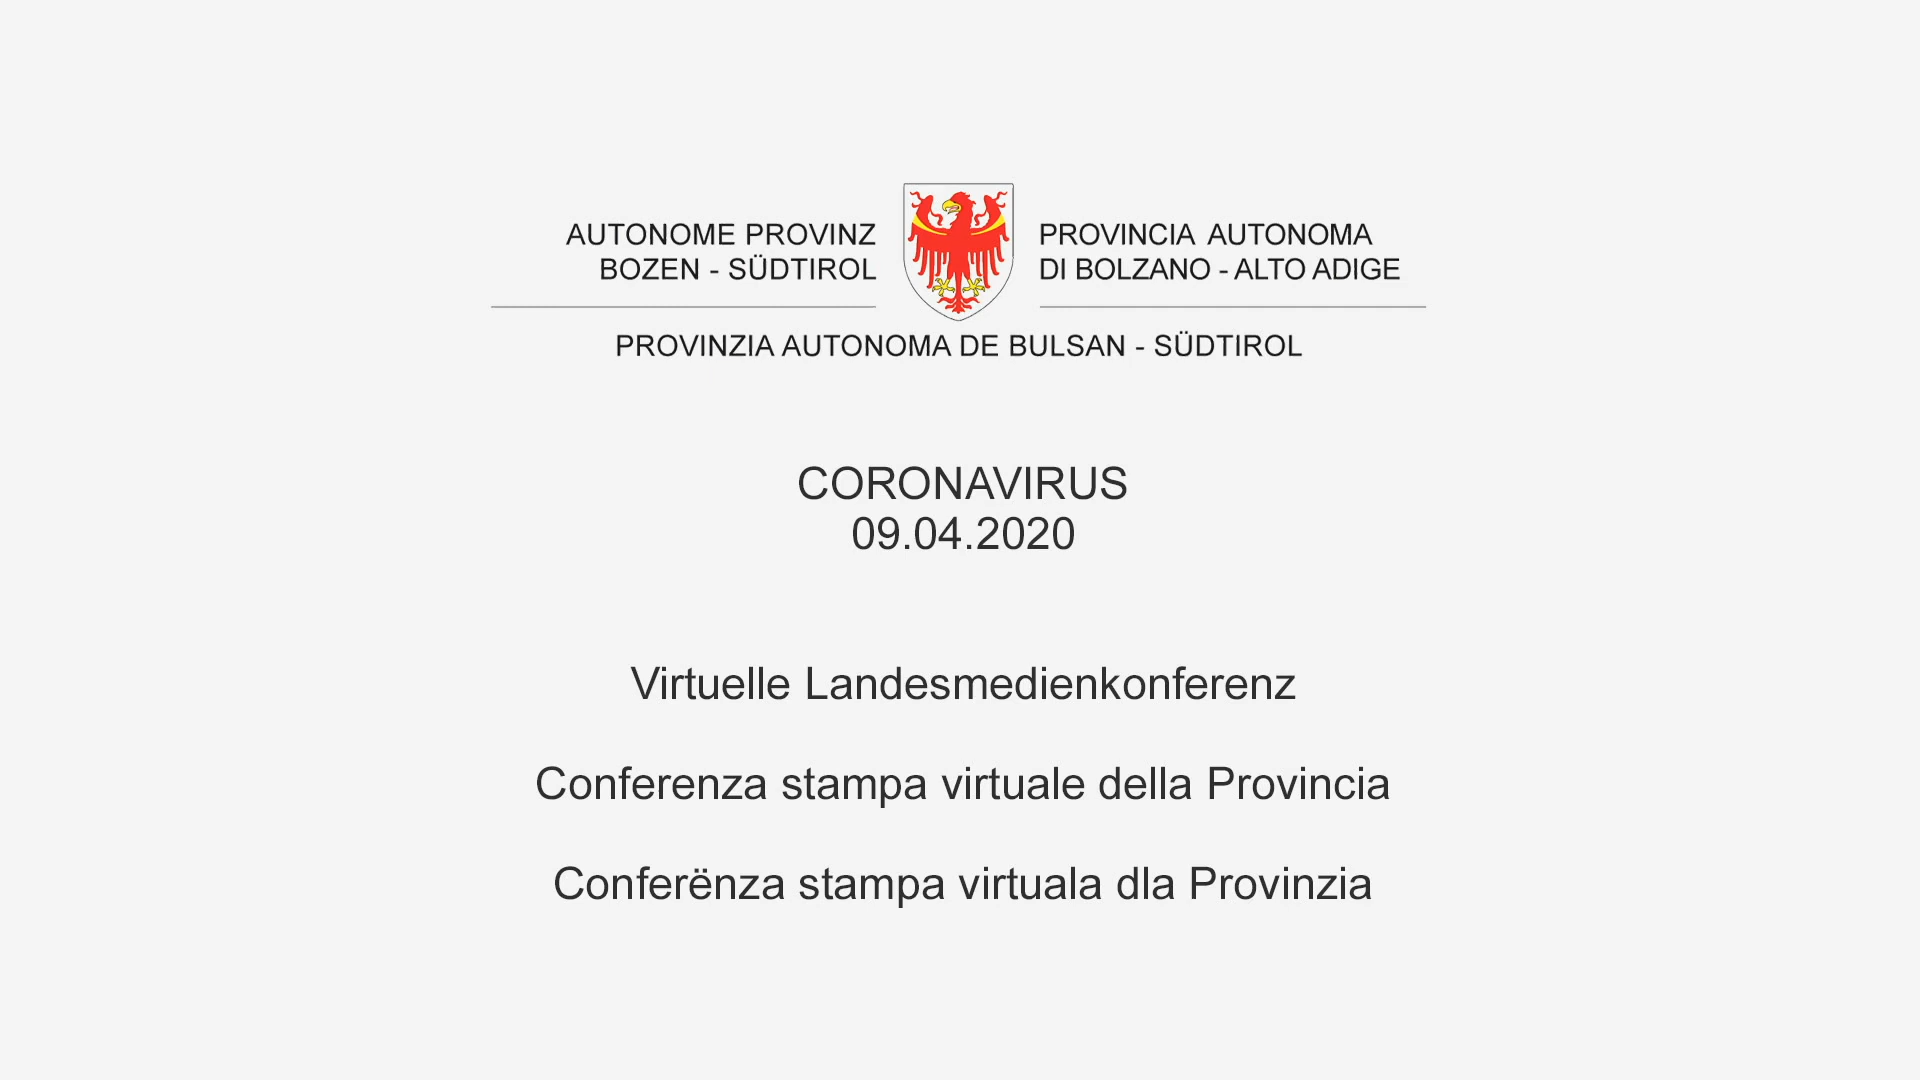 AUTONOME PROVINZ
BOZEN - SÜDTIROL
PROVINCIA AUTONOMA
DI BOLZANO - ALTO ADIGE
PROVINZIA AUTONOMA DE BULSAN - SÜDTIROL
CORONAVIRUS
09.04.2020
Virtuelle Landesmedienkonferenz
Conferenza stampa virtuale della Provincia
Conferënza stampa virtuala dla Provinzia